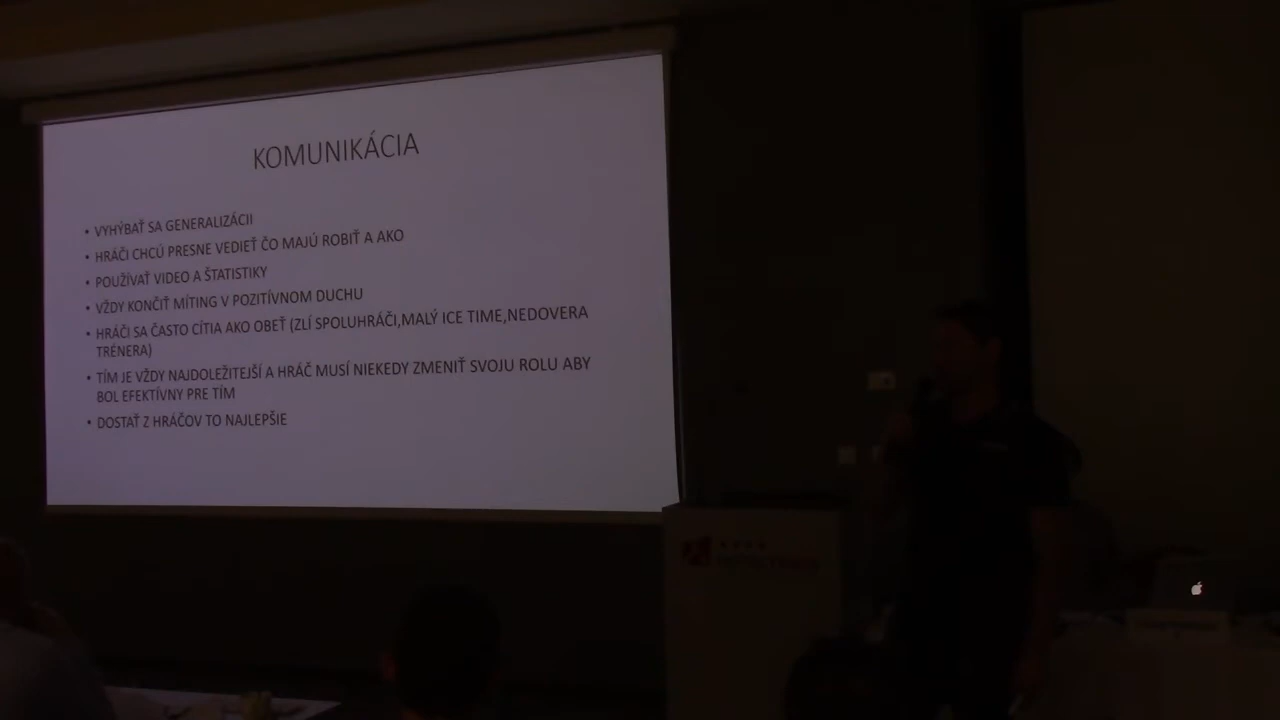 KOMUNIKÁCIA
• VYHÝBAŤ SA GENERALIZÁCII
• HRÁČI CHCÚ PRESNE VEDIEŤ ČO MAJÚ ROBIŤ A AKO
• POUŽÍVAŤ VIDEO A ŠTATISTIKY
• VŽDY KONČIŤ MÍTING V POZITÍVNOM DUCHU
• HRÁČI SA ČASTO CÍTIA AKO OBEŤ (ZLÍ SPOLUHRÁČI,MALÝ ICE TIME,NEDOVERA
TRÉNERA)
• TÍM JE VŽDY NAJDOLEŽITEJŠÍ A HRÁČ MUSÍ NIEKEDY ZMENIŤ SVOJU ROLU ABY
BOL EFEKTÍVNY PRE TÍM
• DOSTAŤ Z HRÁČOV TO NAJLEPŠIE